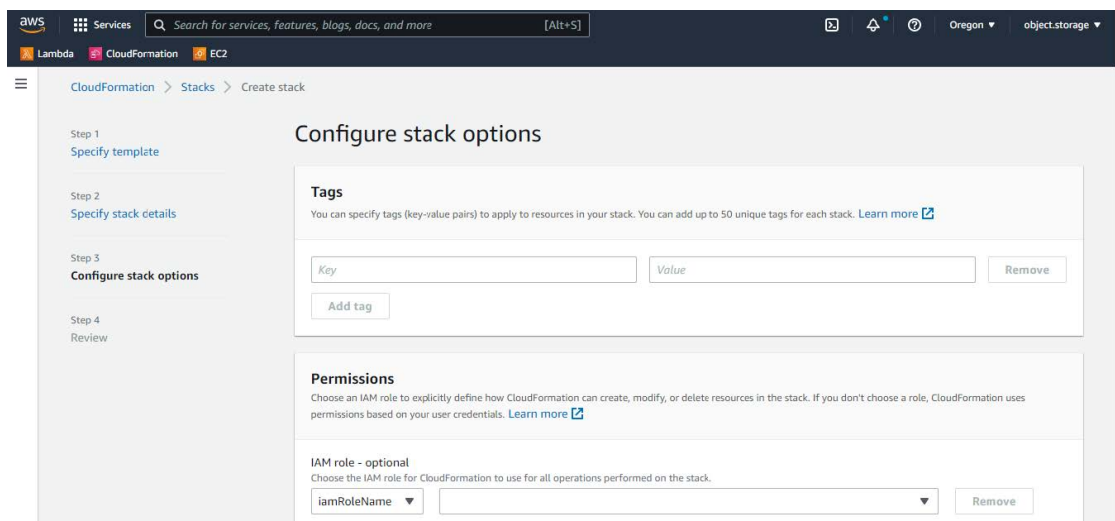 aws Services Search for services, features, blogs, docs, and more [Alt+S] Oregon ▼ object.storage ▼
Lambda CloudFormation EC2
CloudFormation > Stacks > Create stack
Step 1
Specify template
Step 2
Specify stack details
Step 3
Configure stack options
Step 4
Review
Configure stack options
Tags
You can specify tags (key-value pairs) to apply to resources in your stack. You can add up to 50 unique tags for each stack. Learn more
Key Value Remove
Add tag
Permissions
Choose an IAM role to explicitly define how CloudFormation can create, modify, or delete resources in the stack. If you don't choose a role, CloudFormation uses
permissions based on your user credentials. Learn more
IAM role - optional
Choose the IAM role for CloudFormation to use for all operations performed on the stack.
iamRoleName ▼ ▼ Remove